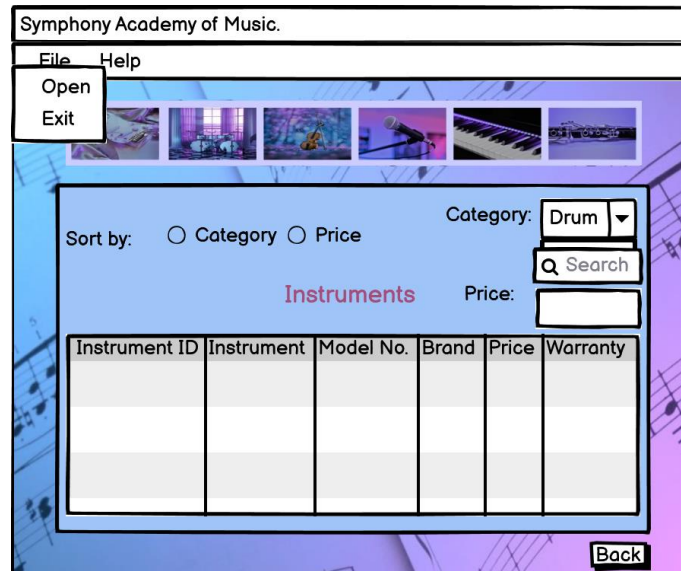 Symphony Academy of Music.
File Help
Open
Exit
Sort by: Category Price
Category: Drum
Search
Instruments
Price:
Instrument ID Instrument Model No. Brand Price Warranty
Back